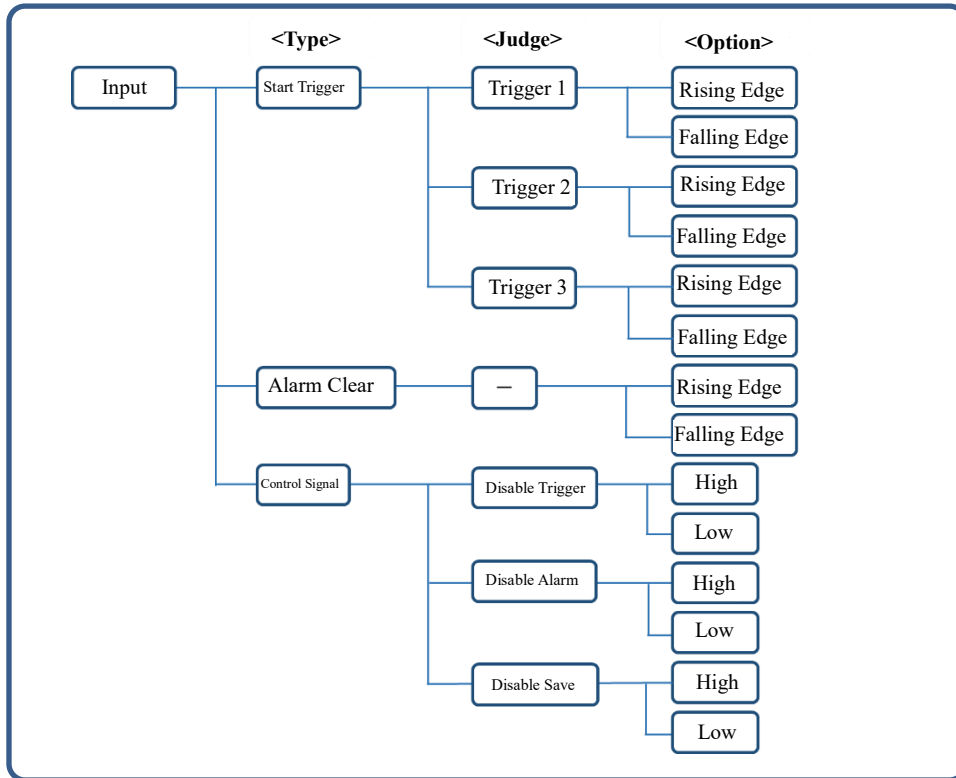 <Type> <Judge> <Option>
Input Start Trigger Trigger 1 Rising Edge
Falling Edge
Trigger 2 Rising Edge
Falling Edge
Trigger 3 Rising Edge
Falling Edge
Alarm Clear — Rising Edge
Falling Edge
Control Signal Disable Trigger High
Low
Disable Alarm High
Low
Disable Save High
Low